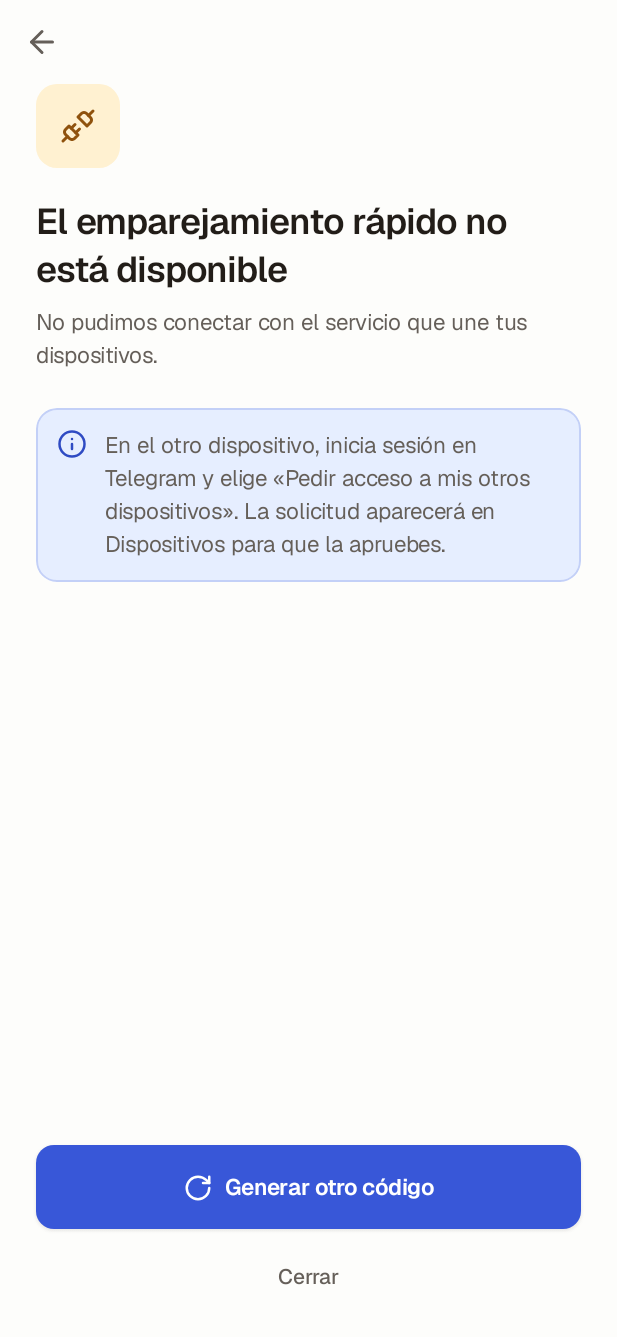 El emparejamiento rápido no
está disponible
No pudimos conectar con el servicio que une tus
dispositivos.
En el otro dispositivo, inicia sesión en
Telegram y elige «Pedir acceso a mis otros
dispositivos». La solicitud aparecerá en
Dispositivos para que la apruebes.
Generar otro código
Cerrar